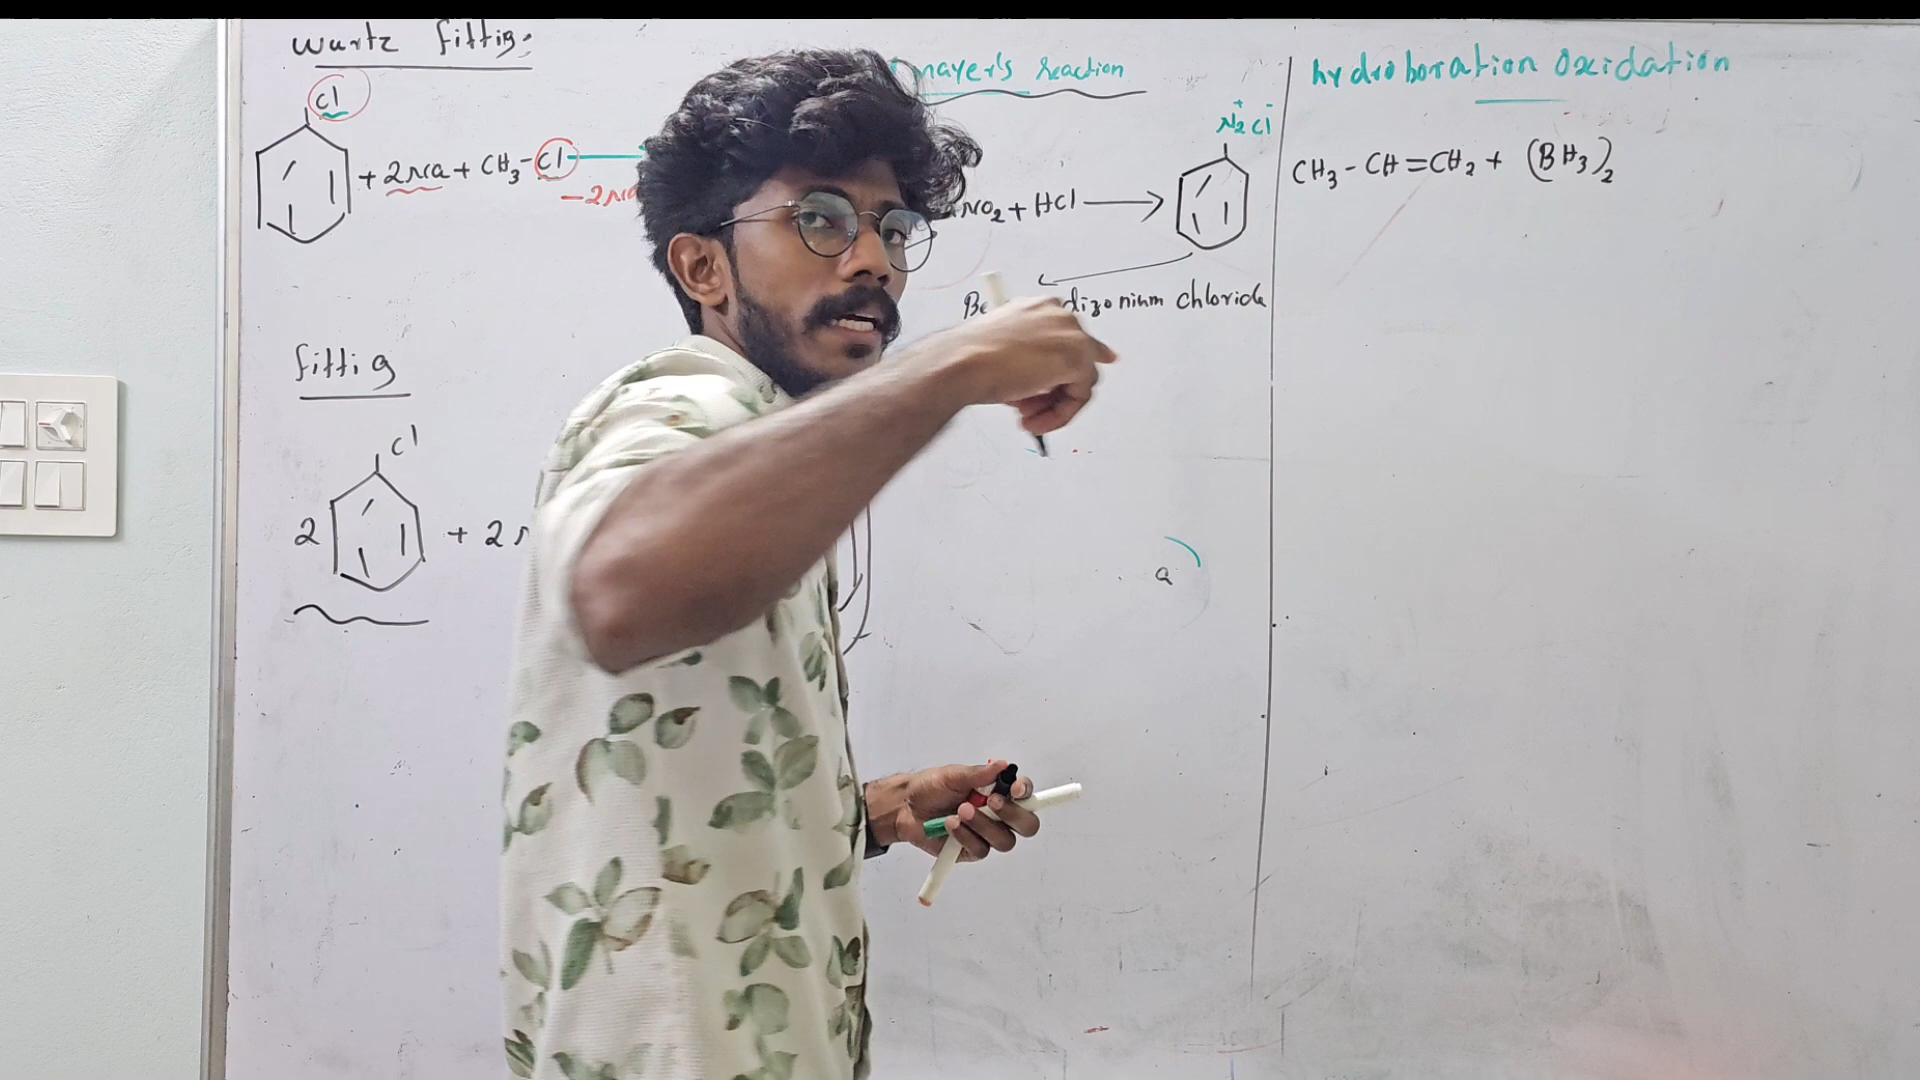 wurtz fittig.
Cl
+ 2Na + CH3-Cl
-2Na
fittig
Cl
2 + 2
mayer's reaction
NO2 + HCl
+ -
N2Cl
dizonium chloride
hydroboration Oxidation
CH3-CH=CH2 + (BH3)2
a